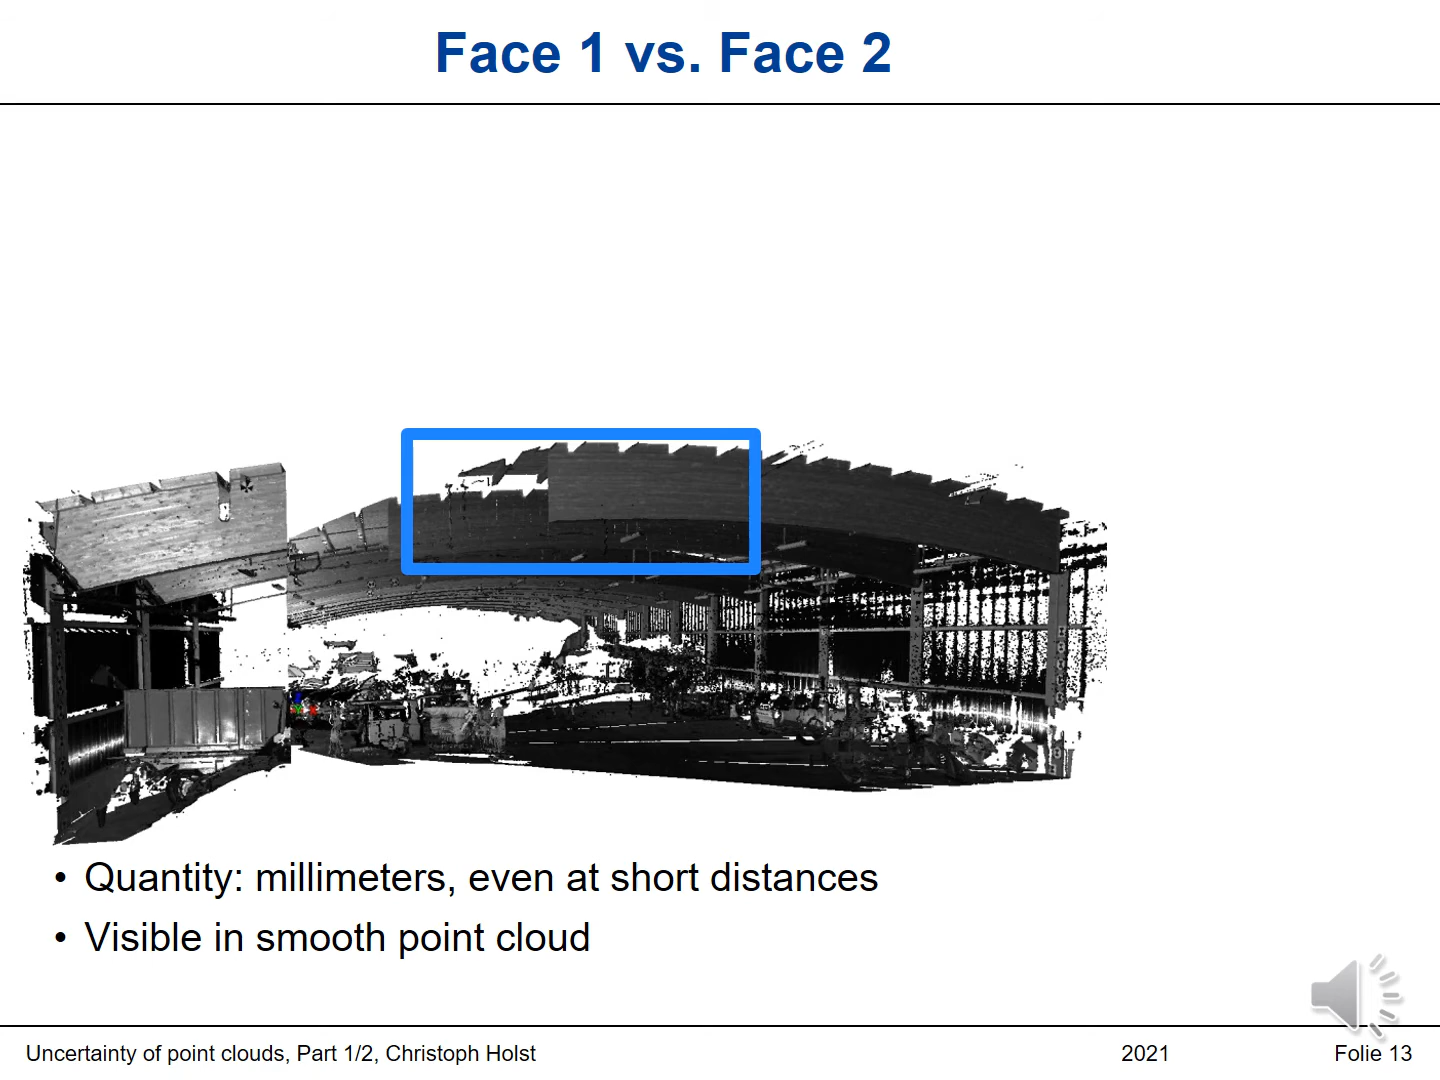 Face 1 vs. Face 2
• Quantity: millimeters, even at short distances
• Visible in smooth point cloud
Uncertainty of point clouds, Part 1/2, Christoph Holst
2021
Folie 13